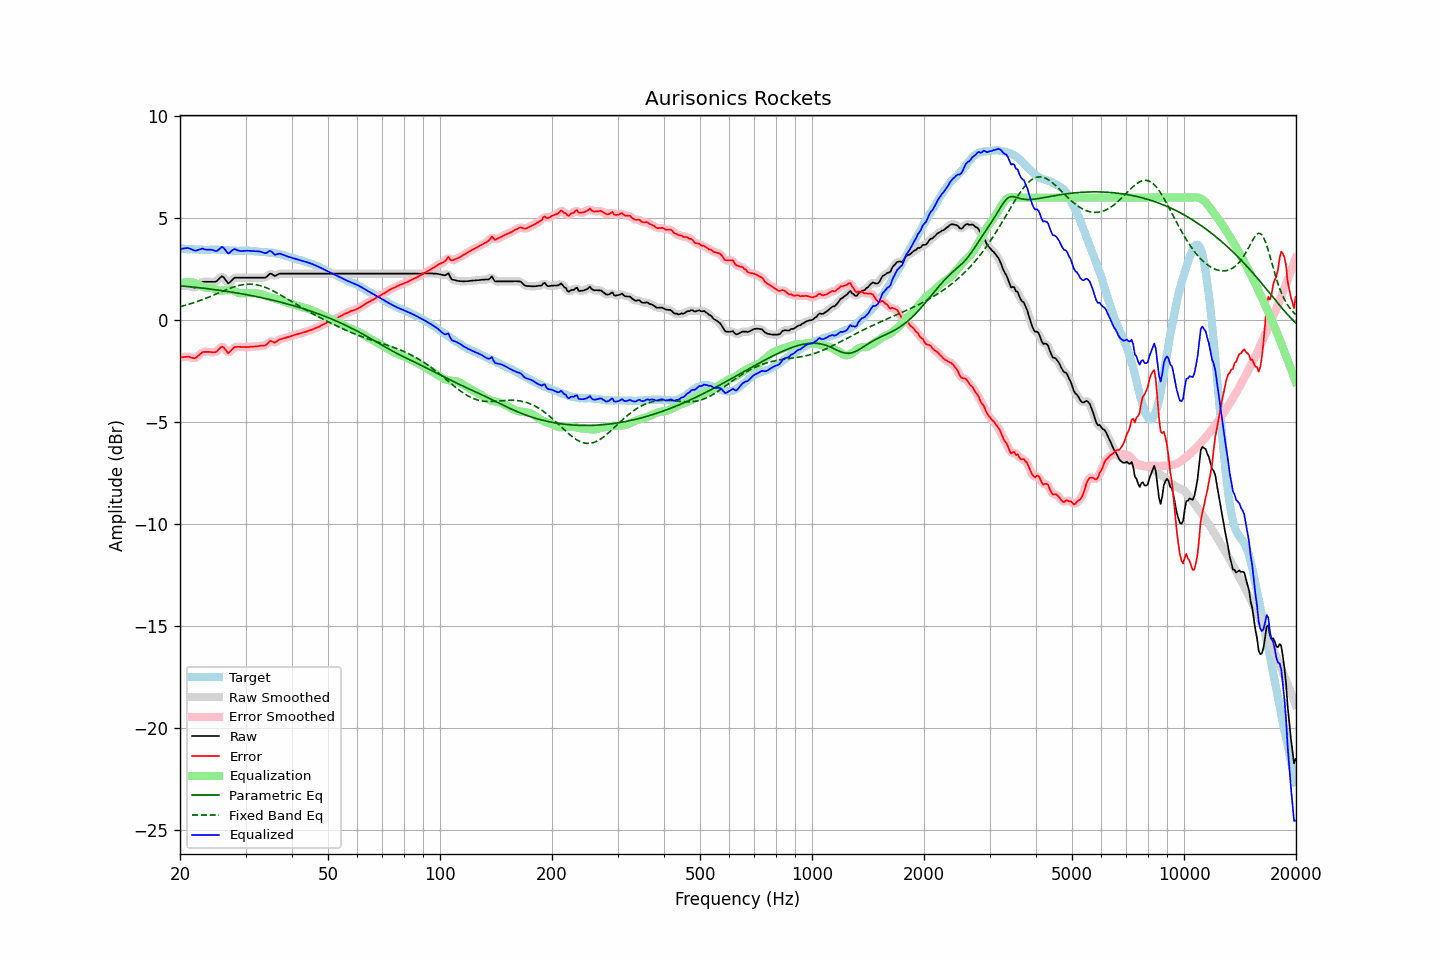 Aurisonics Rockets
10
5
0
−5
−10
−15
−20
−25
Amplitude (dBr)
Target
Raw Smoothed
Error Smoothed
Raw
Error
Equalization
Parametric Eq
Fixed Band Eq
Equalized
20 50 100 200 500 1000 2000 5000 10000 20000
Frequency (Hz)